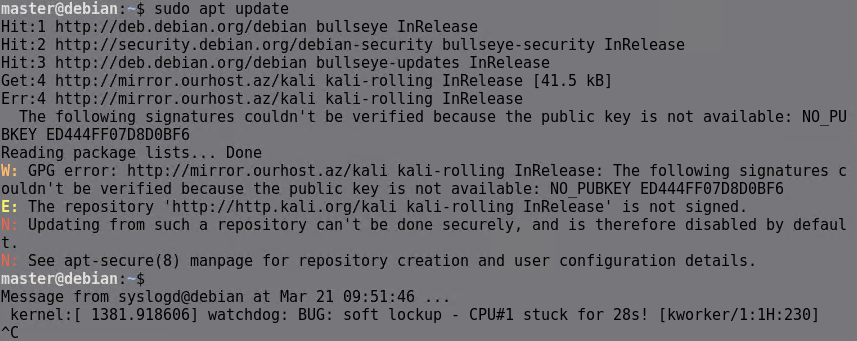 master@debian:~$ sudo apt update
Hit:1 http://deb.debian.org/debian bullseye InRelease
Hit:2 http://security.debian.org/debian-security bullseye-security InRelease
Hit:3 http://deb.debian.org/debian bullseye-updates InRelease
Get:4 http://mirror.ourhost.az/kali kali-rolling InRelease [41.5 kB]
Err:4 http://mirror.ourhost.az/kali kali-rolling InRelease
  The following signatures couldn't be verified because the public key is not available: NO_PU
BKEY ED444FF07D8D0BF6
Reading package lists... Done
W: GPG error: http://mirror.ourhost.az/kali kali-rolling InRelease: The following signatures c
ouldn't be verified because the public key is not available: NO_PUBKEY ED444FF07D8D0BF6
E: The repository 'http://http.kali.org/kali kali-rolling InRelease' is not signed.
N: Updating from such a repository can't be done securely, and is therefore disabled by defaul
t.
N: See apt-secure(8) manpage for repository creation and user configuration details.
master@debian:~$
Message from syslogd@debian at Mar 21 09:51:46 ...
 kernel:[ 1381.918606] watchdog: BUG: soft lockup - CPU#1 stuck for 28s! [kworker/1:1H:230]
^C